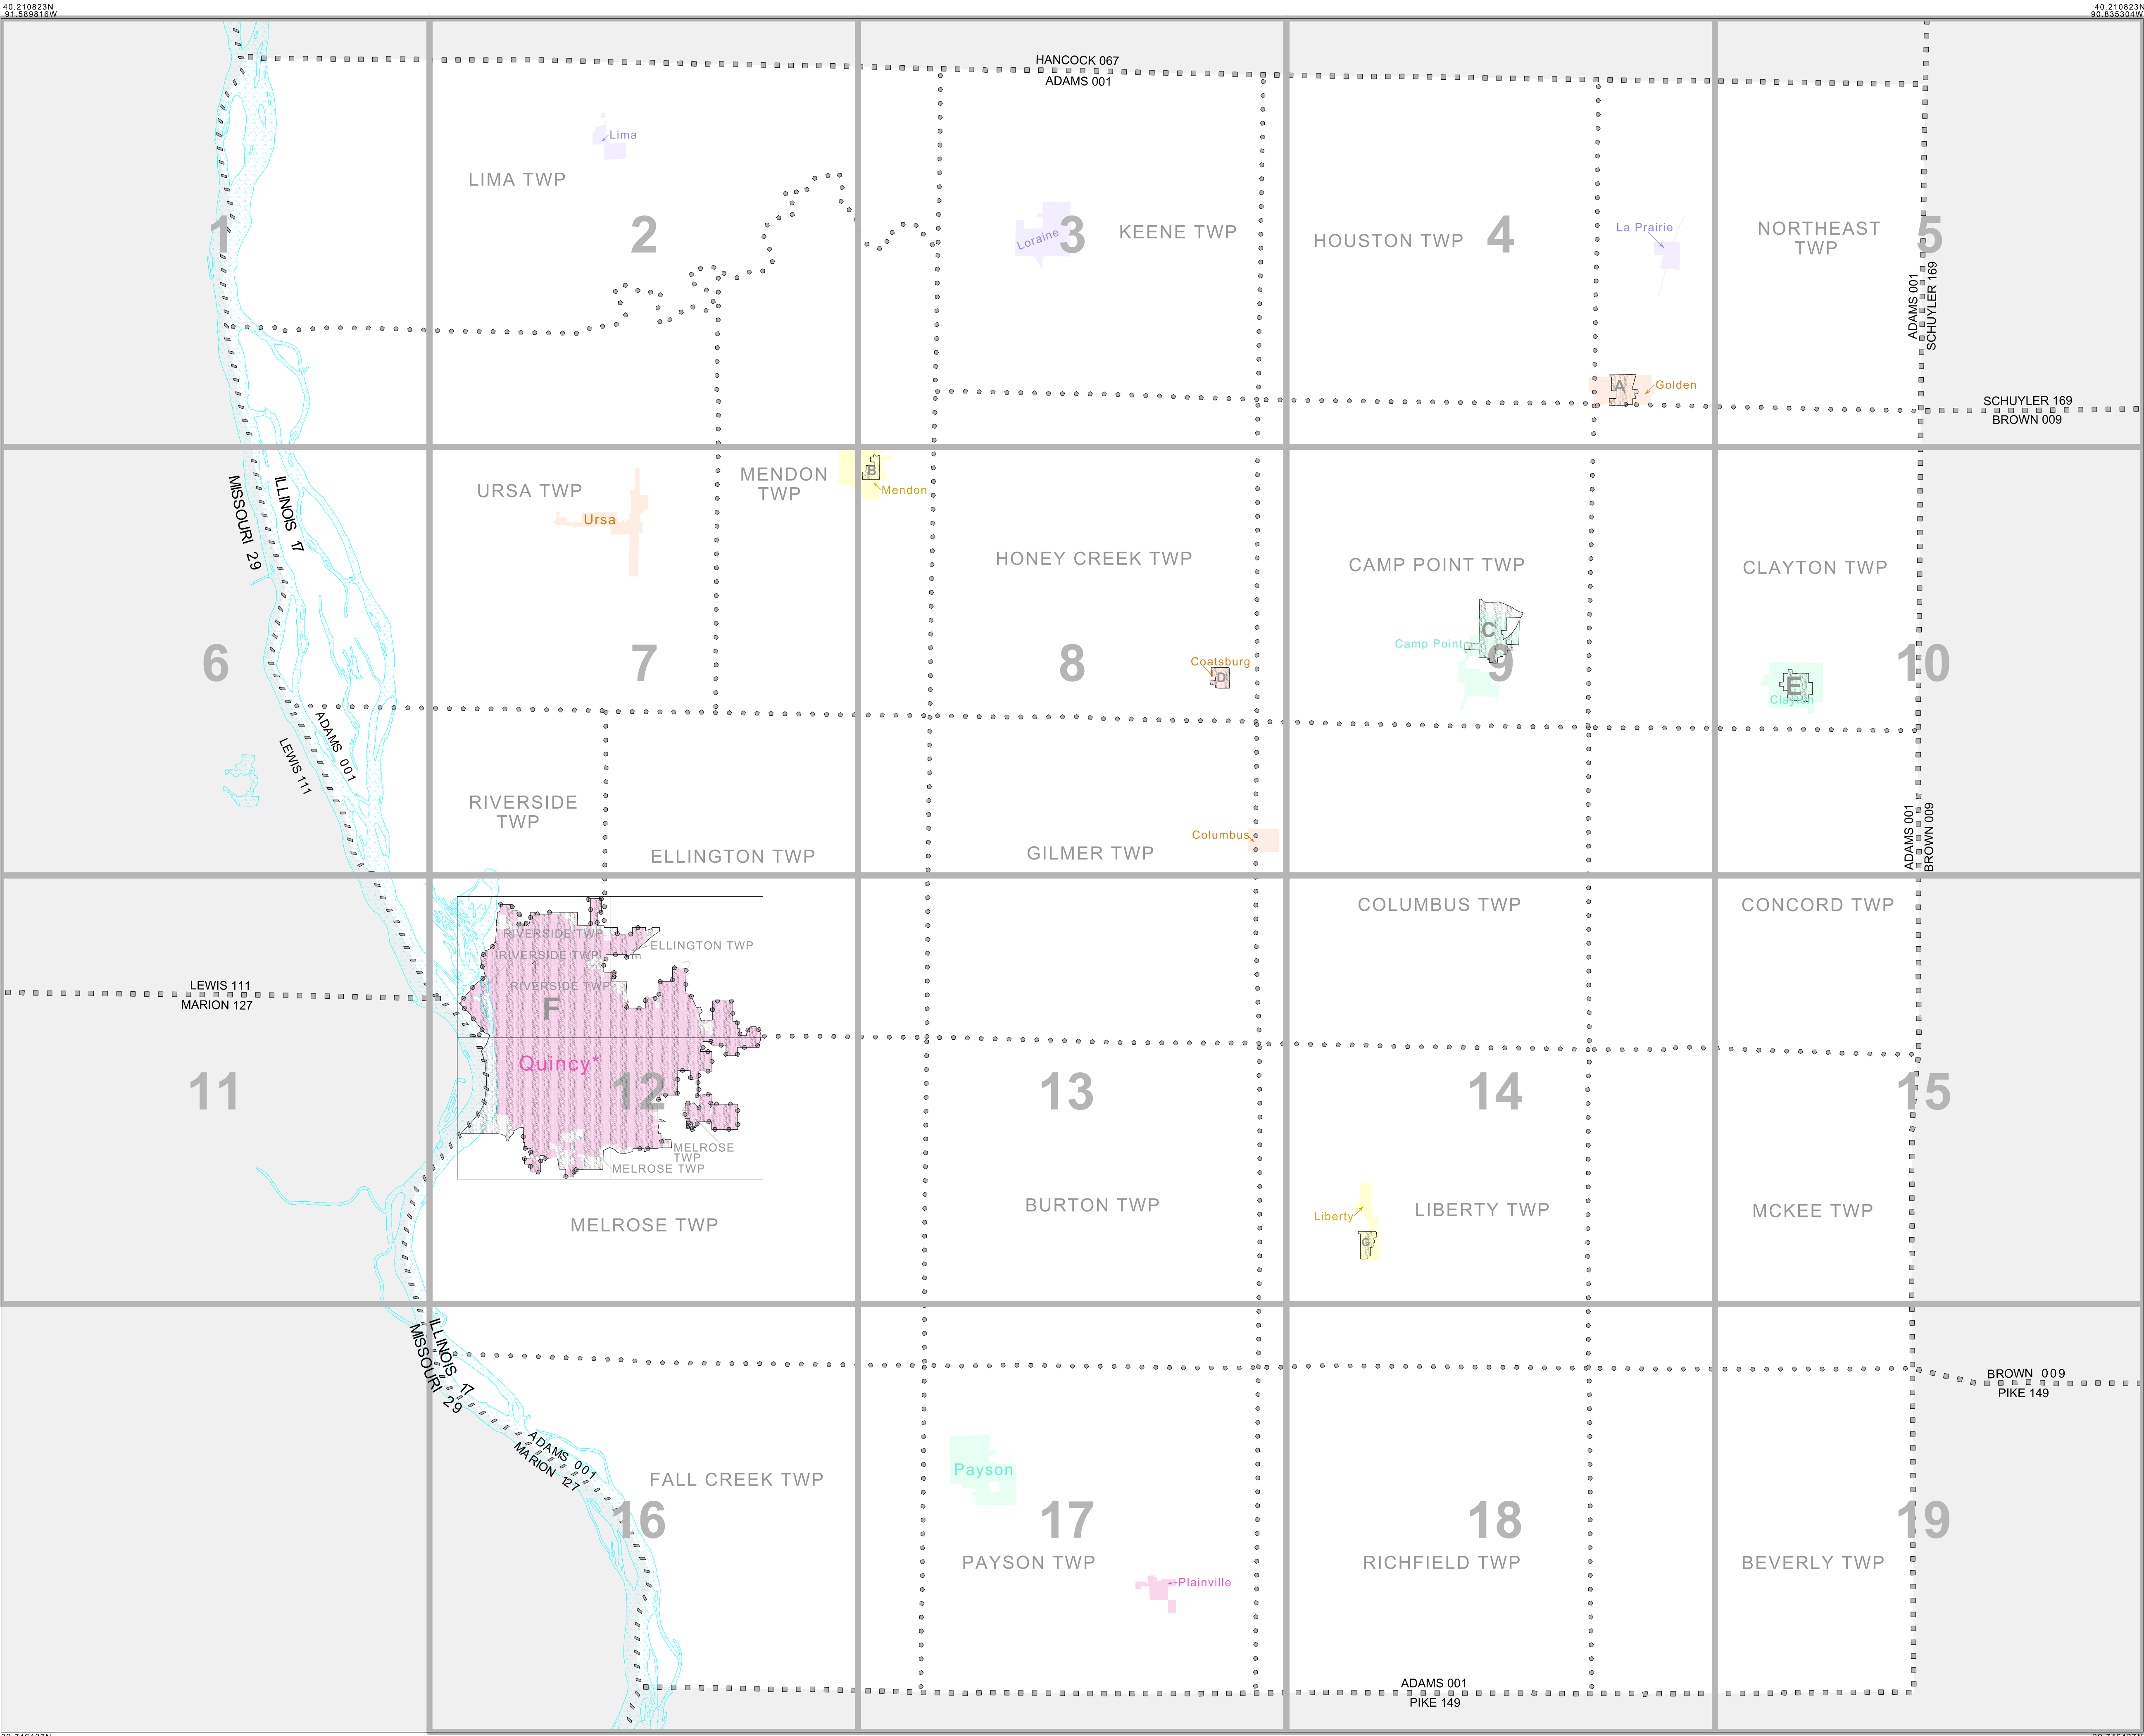 40.210823N
91.589816W
40.210823N
90.835304W
HANCOCK 067
ADAMS 001
Lima
LIMA TWP
1
2
Loraine
3
KEENE TWP
HOUSTON TWP
4
La Prairie
NORTHEAST
TWP
5
ADAMS 001
SCHUYLER 169
A
Golden
SCHUYLER 169
BROWN 009
MISSOURI 29
ILLINOIS 17
URSA TWP
Ursa
MENDON
TWP
B
Mendon
HONEY CREEK TWP
CAMP POINT TWP
CLAYTON TWP
6
7
8
Coatsburg
D
Camp Point
C
9
E
Clayton
10
ADAMS 001
LEWIS 111
RIVERSIDE
TWP
ELLINGTON TWP
GILMER TWP
Columbus
ADAMS 001
BROWN 009
COLUMBUS TWP
CONCORD TWP
RIVERSIDE TWP
ELLINGTON TWP
RIVERSIDE TWP
1
2
RIVERSIDE TWP
F
LEWIS 111
MARION 127
Quincy*
11
12
3
13
14
15
MELROSE
TWP
MELROSE TWP
MELROSE TWP
BURTON TWP
Liberty
LIBERTY TWP
G
MCKEE TWP
ILLINOIS 17
MISSOURI 29
BROWN 009
PIKE 149
ADAMS 001
MARION 127
FALL CREEK TWP
Payson
16
17
18
19
PAYSON TWP
RICHFIELD TWP
BEVERLY TWP
Plainville
ADAMS 001
PIKE 149